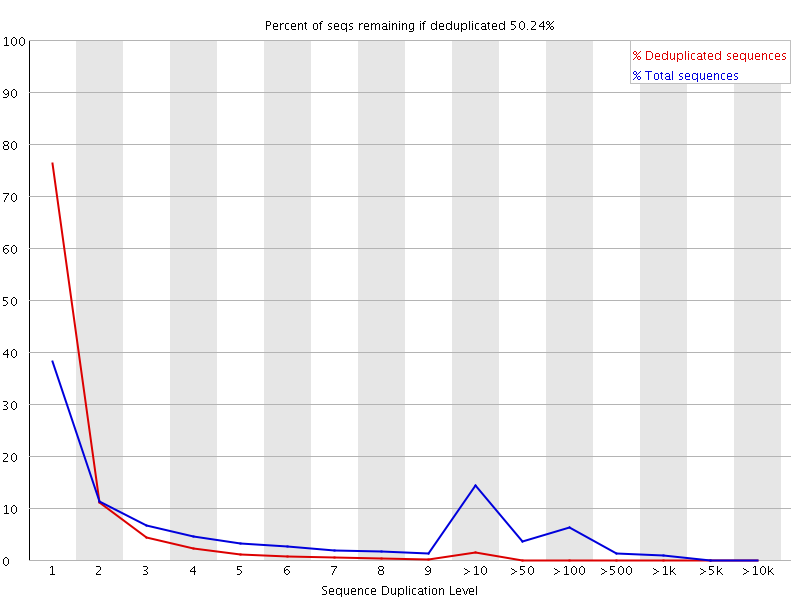 Percent of seqs remaining if deduplicated 50.24%
% Deduplicated sequences
% Total sequences
100
90
80
70
60
50
40
30
20
10
0
1 2 3 4 5 6 7 8 9 >10 >50 >100 >500 >1k >5k >10k
Sequence Duplication Level